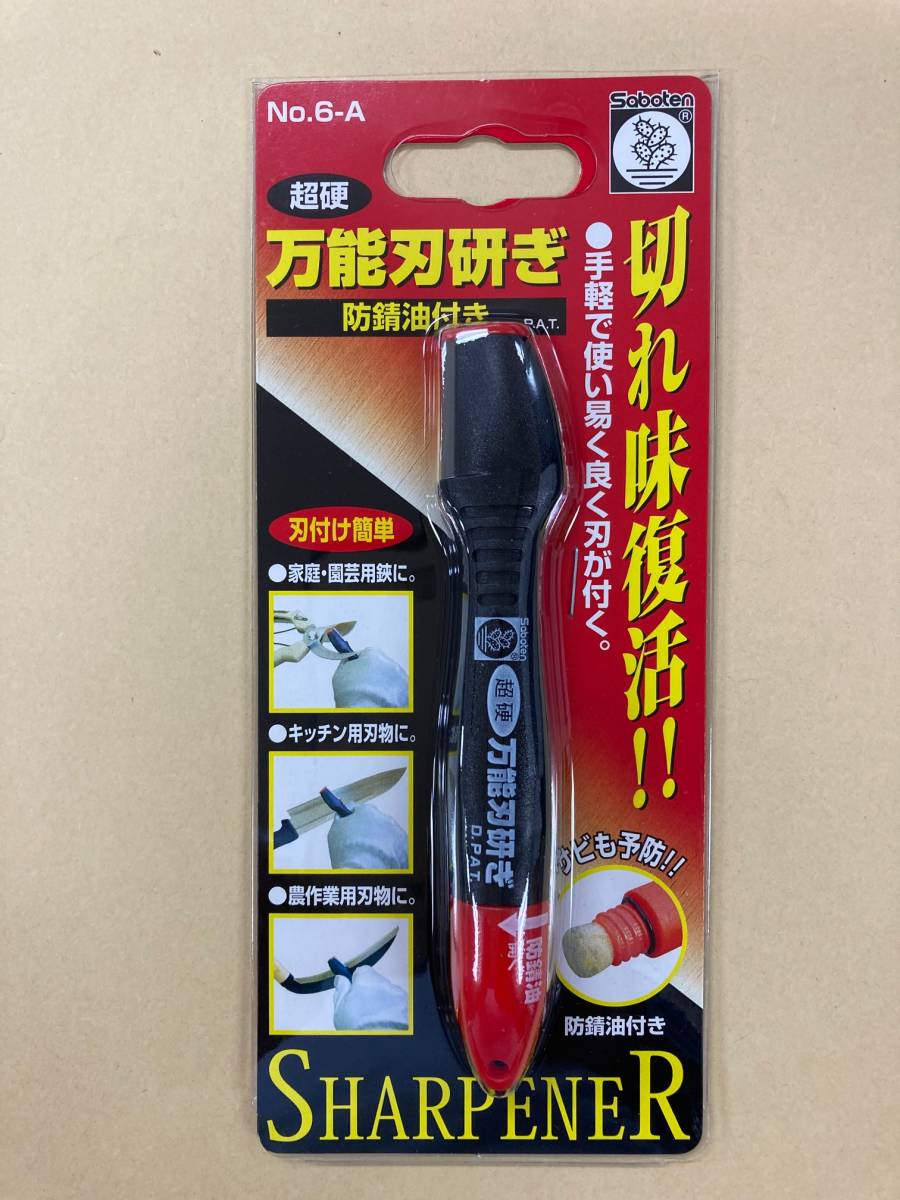 No.6-A
Saboten
®
超硬
万能刃研ぎ
防錆油付き
P.A.T.
切れ味復活!!
●手軽で使い易く良く刃が付く。
刃付け簡単
●家庭・園芸用鋏に。
●キッチン用刃物に。
●農作業用刃物に。
Saboten
®
超硬
万能刃研ぎ
D.PAT.
防錆油
サビも予防!!
防錆油付き
SHARPENER